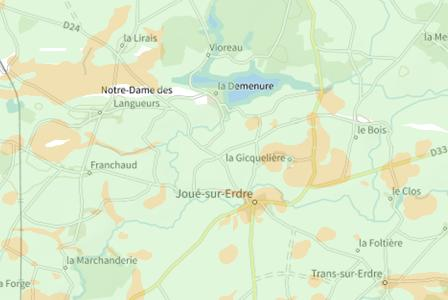 D24
la Lirais
Vioreau
la Me
Notre-Dame des
Langueurs
la Demenure
le Bois
D33
la Gicquelière
Franchaud
Joué-sur-Erdre
le Clos
la Foltière
la Marchanderie
Trans-sur-Erdre
a Forge